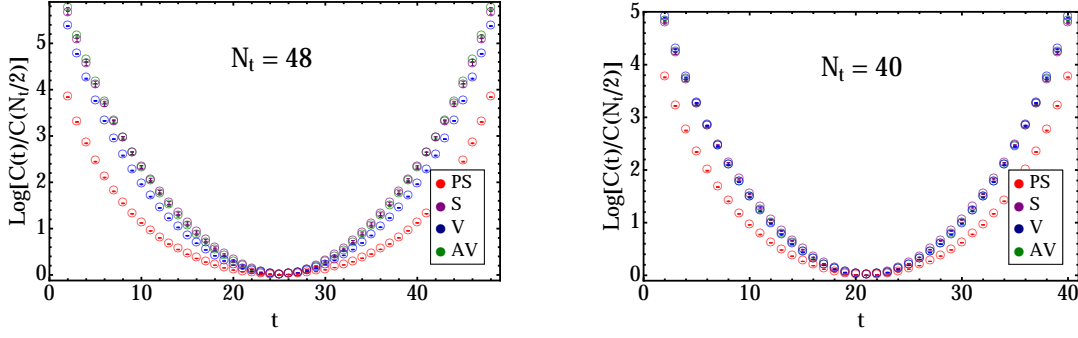 Log[C(t)/C(N_t/2)]
5
4
3
2
1
0
N_t = 48
PS
S
V
AV
0 10 20 30 40
t
Log[C(t)/C(N_t/2)]
5
4
3
2
1
0
N_t = 40
PS
S
V
AV
0 10 20 30 40
t